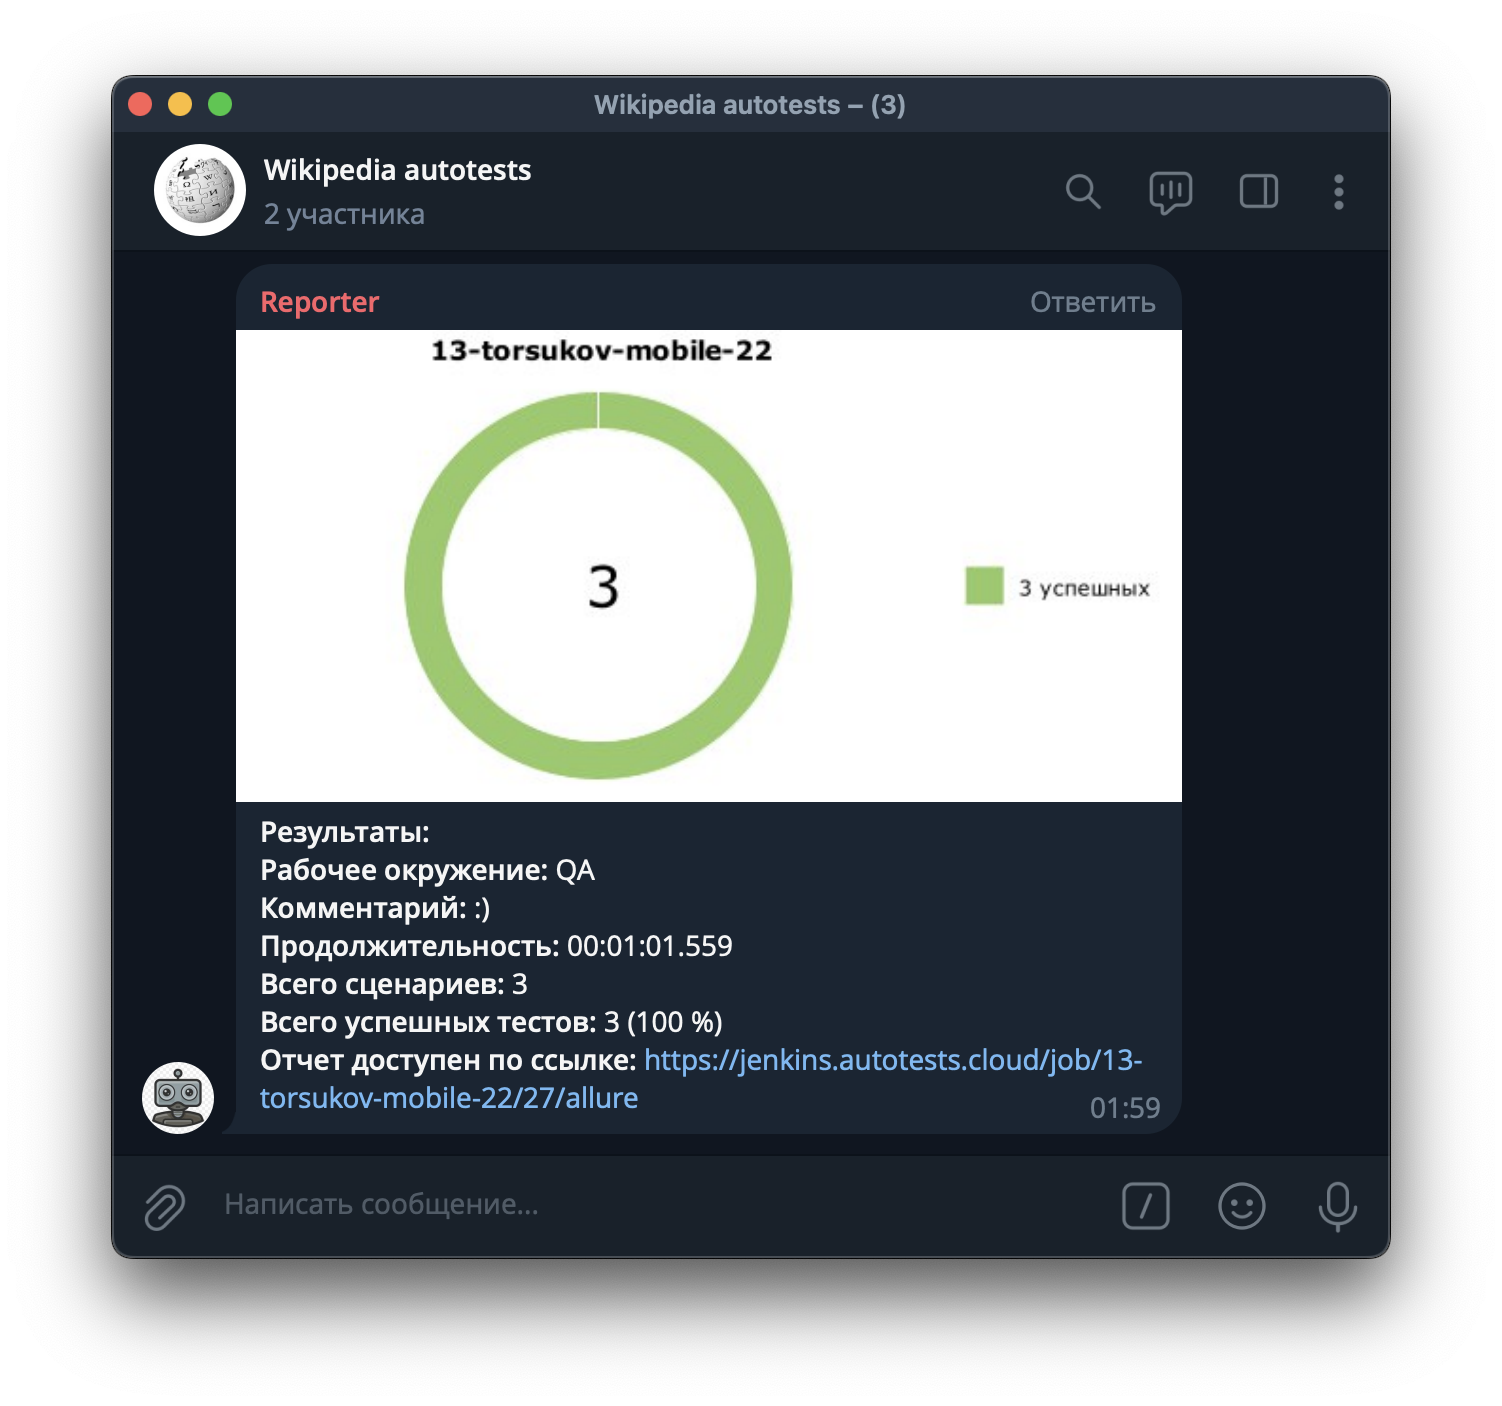 Wikipedia autotests – (3)
Wikipedia autotests
2 участника
Reporter
Ответить
13-torsukov-mobile-22
3
3 успешных
Результаты:
Рабочее окружение: QA
Комментарий: :)
Продолжительность: 00:01:01.559
Всего сценариев: 3
Всего успешных тестов: 3 (100 %)
Отчет доступен по ссылке: https://jenkins.autotests.cloud/job/13-
torsukov-mobile-22/27/allure
01:59
Написать сообщение...